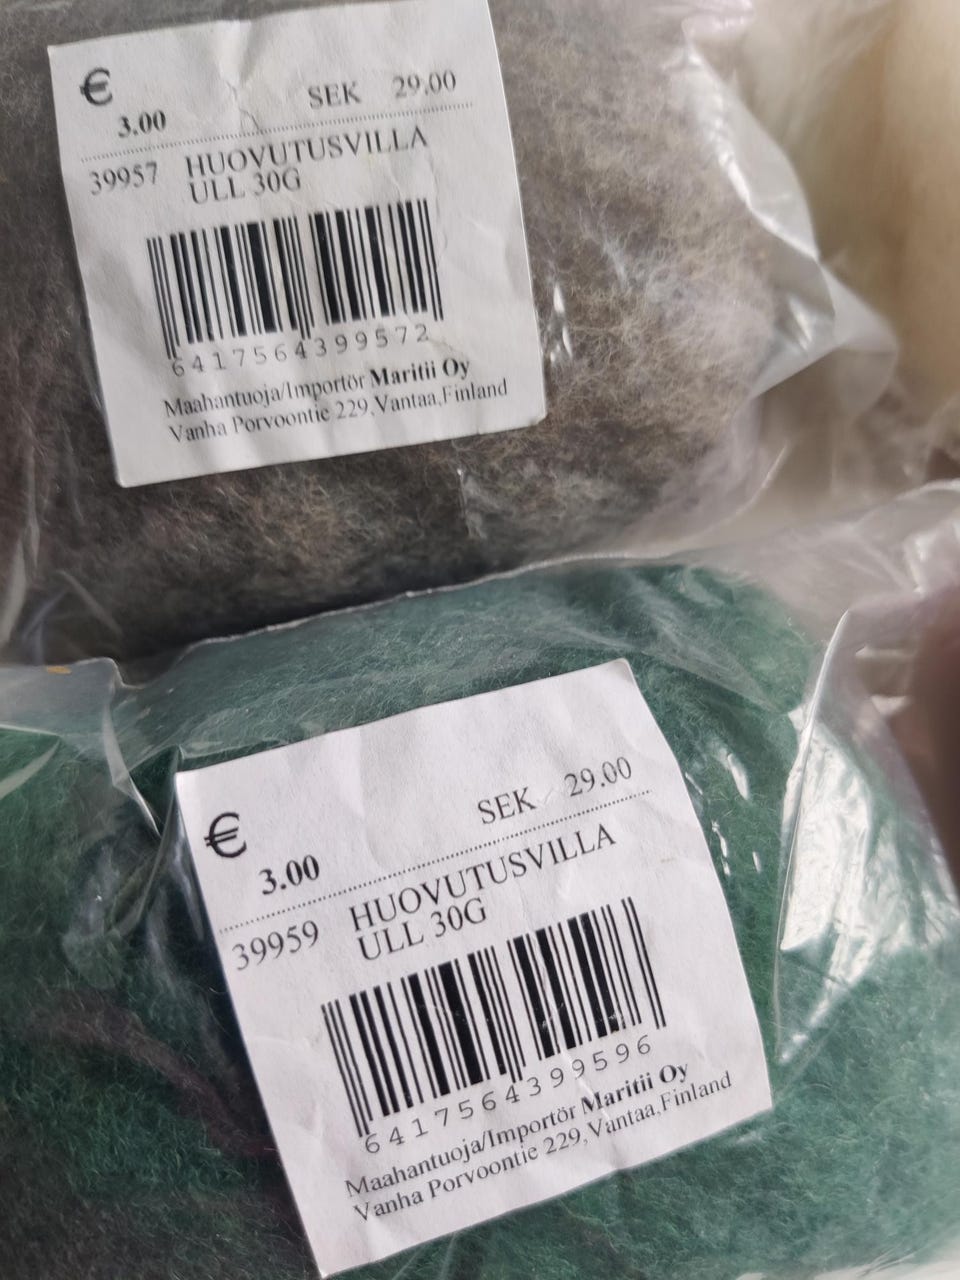 €
3.00
SEK 29.00
39957 HUOVUTUSVILLA
ULL 30G
6417564399572
Maahantuoja/Importör Maritii Oy
Vanha Porvoontie 229,Vantaa,Finland
€
3.00
SEK 29.00
39959 HUOVUTUSVILLA
ULL 30G
6417564399596
Maahantuoja/Importör Maritii Oy
Vanha Porvoontie 229,Vantaa,Finland